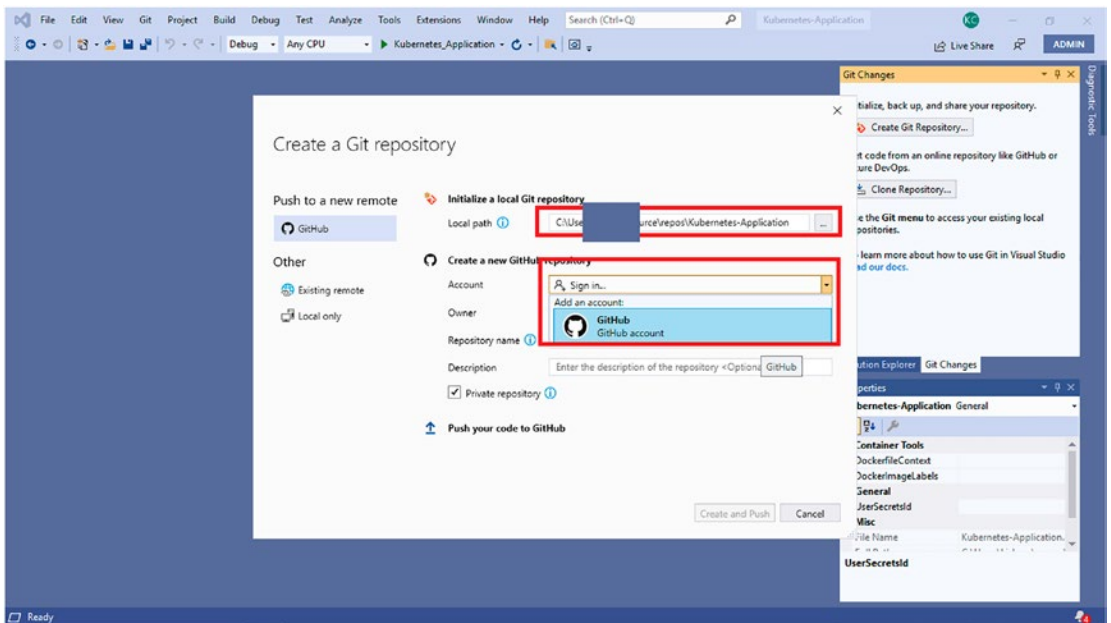 File Edit View Git Project Build Debug Test Analyze Tools Extensions Window Help Search (Ctrl+Q) Kubernetes-Application KC
Debug Any CPU Kubernetes_Application Live Share ADMIN
Git Changes
Diagnostic Tools
tialize, back up, and share your repository.
Create Git Repository...
et code from an online repository like GitHub or
ure DevOps.
Clone Repository...
e the Git menu to access your existing local
positories.
learn more about how to use Git in Visual Studio
ad our docs.
ution Explorer Git Changes
perties
bernetes-Application General
Container Tools
DockerfileContext
DockerImageLabels
General
UserSecretsId
Misc
File Name Kubernetes-Application.
UserSecretsId
Create a Git repository
Push to a new remote
GitHub
Other
Existing remote
Local only
Initialize a local Git repository
Local path C:\Use urce\repos\Kubernetes-Application ...
Create a new GitHub repository
Account Sign in...
Add an account:
GitHub
GitHub account
Owner
Repository name
Description Enter the description of the repository <Optiona GitHub
Private repository
Push your code to GitHub
Create and Push Cancel
Ready
4